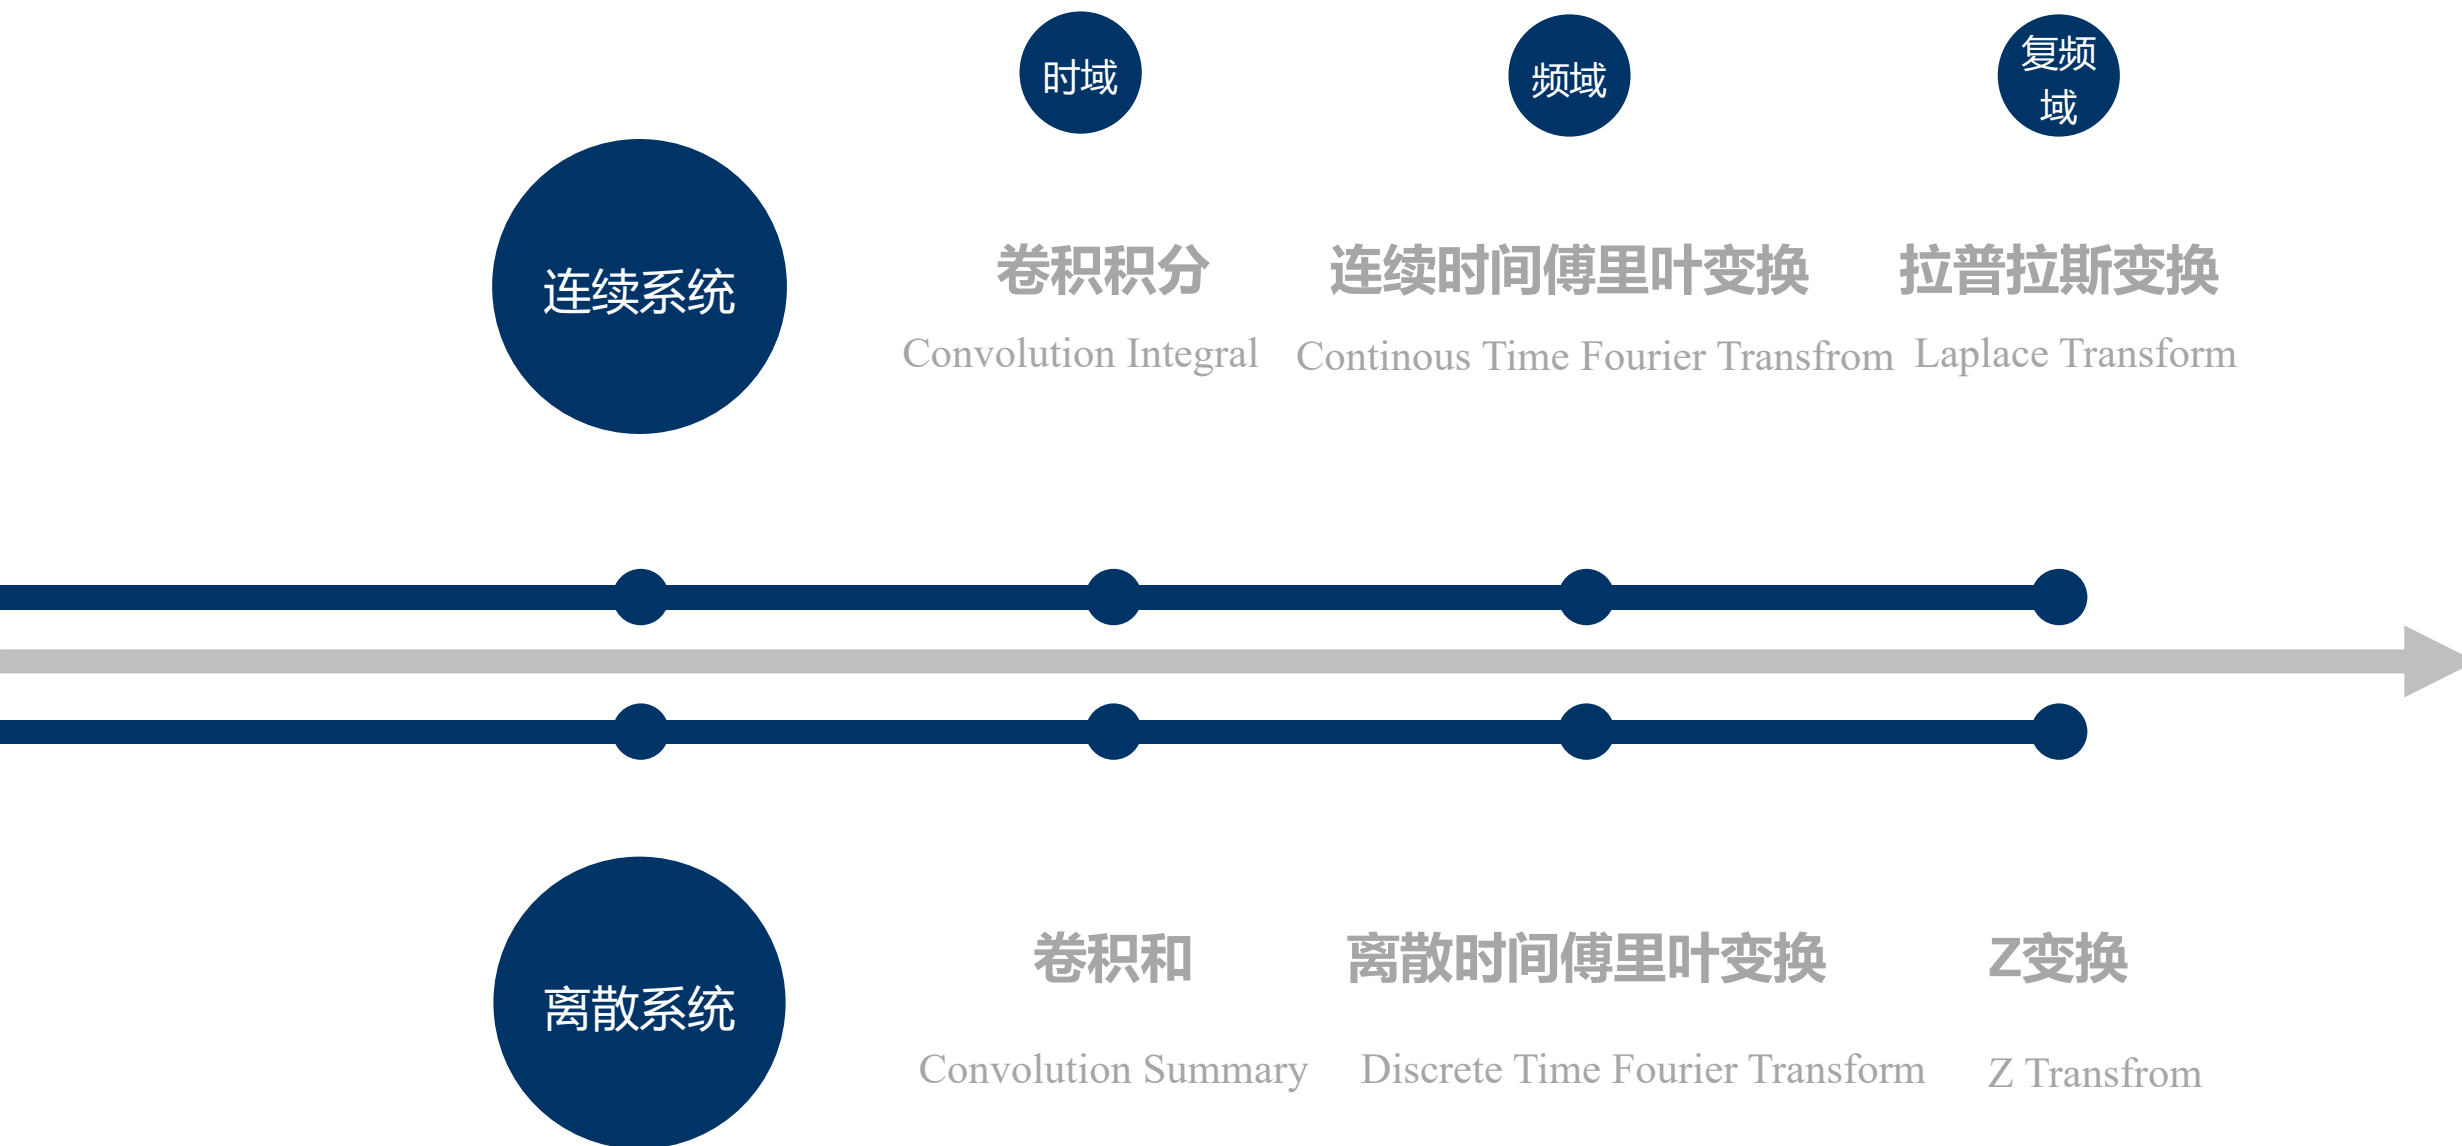 时域
频域
复频
域
连续系统
卷积积分
连续时间傅里叶变换
拉普拉斯变换
Convolution Integral
Continous Time Fourier Transfrom
Laplace Transform
离散系统
卷积和
离散时间傅里叶变换
Z变换
Convolution Summary
Discrete Time Fourier Transform
Z Transfrom